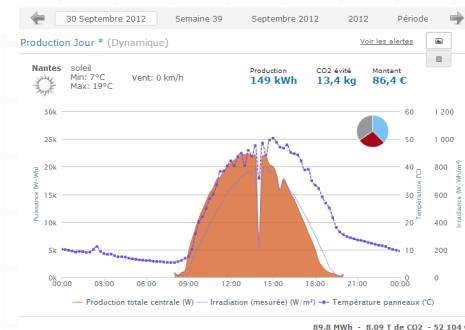 30 Septembre 2012 Semaine 39 Septembre 2012 2012 Période
Production Jour * (Dynamique) Voir les alertes
Nantes soleil
Min: 7°C Vent: 0 km/h
Max: 19°C
Production CO2 évité Montant
149 kWh 13,4 kg 86,4 €
30k 60 1 200
25k 50 1 000
20k 40 800
15k 30 600
10k 20 400
5k 10 200
0k 0 0
Puissance (W-Wh)
Température (°C)
Irradiance (W-Wh/m²)
00:00 03:00 06:00 09:00 12:00 15:00 18:00 21:00 00:00
Production totale centrale (W) Irradiation (mesurée) (W/m²) Température panneaux (°C)
89.8 MWh - 8.09 T de CO2 - 52 104